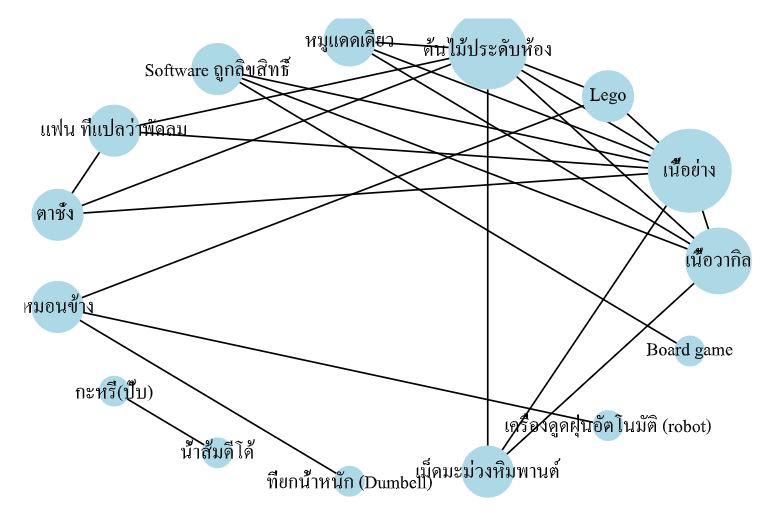 หมูแดดเดียว
ต้นไม้ประดับห้อง
Software ถูกลิขสิทธิ์
Lego
แฟน ที่แปลว่าพัดลม
เนื้อย่าง
ตาชั่ง
เนื้อวากิล
หมอนข้าง
Board game
กะหรี่(ปั๊บ)
เครื่องดูดฝุ่นอัตโนมัติ (robot)
น้ำส้มดีโด้
เม็ดมะม่วงหิมพานต์
ที่ยกน้ำหนัก (Dumbell)